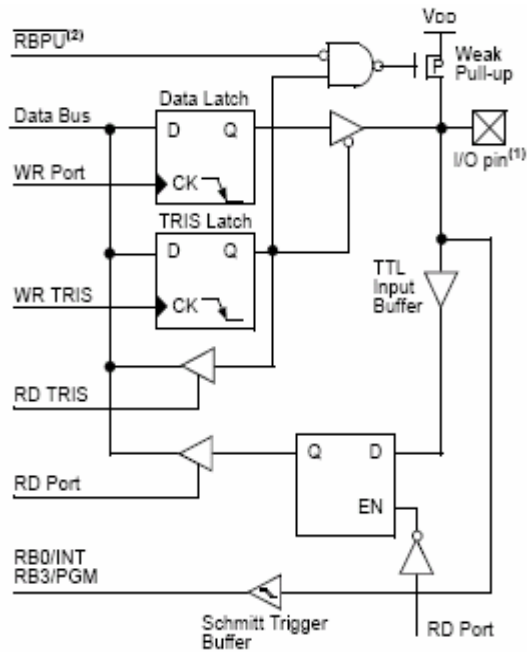 VDD
RBPU(2)
Weak
Pull-up
P
Data Latch
Data Bus
D Q
I/O pin(1)
WR Port
CK
TRIS Latch
D Q
TTL
Input
Buffer
WR TRIS
CK
RD TRIS
Q D
RD Port
EN
RB0/INT
RB3/PGM
Schmitt Trigger
Buffer
RD Port